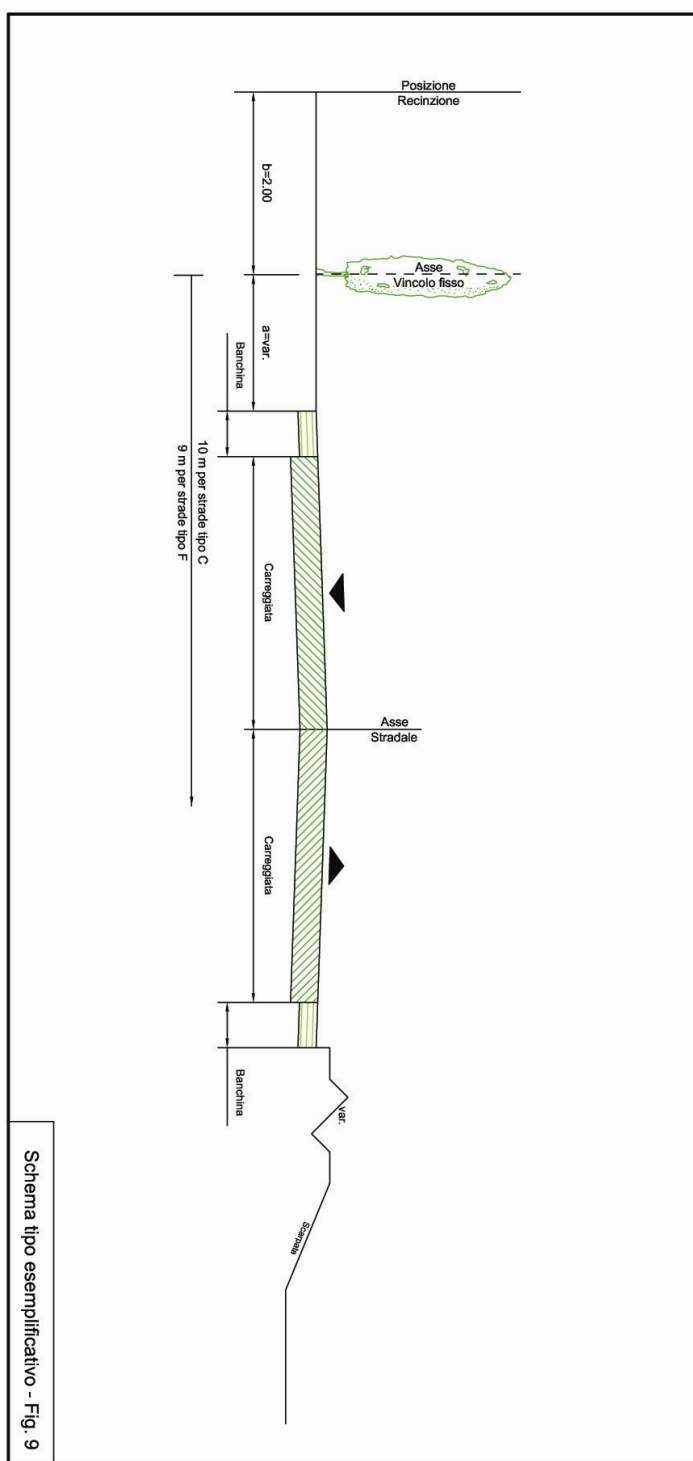 Posizione
Recinzione
b=2.00
Asse
Vincolo fisso
a=var.
Banchina
10 m per strade tipo C
9 m per strade tipo F
Carreggiata
Asse
Stradale
Carreggiata
Banchina
var.
Scarpata
Schema tipo esemplificativo - Fig. 9